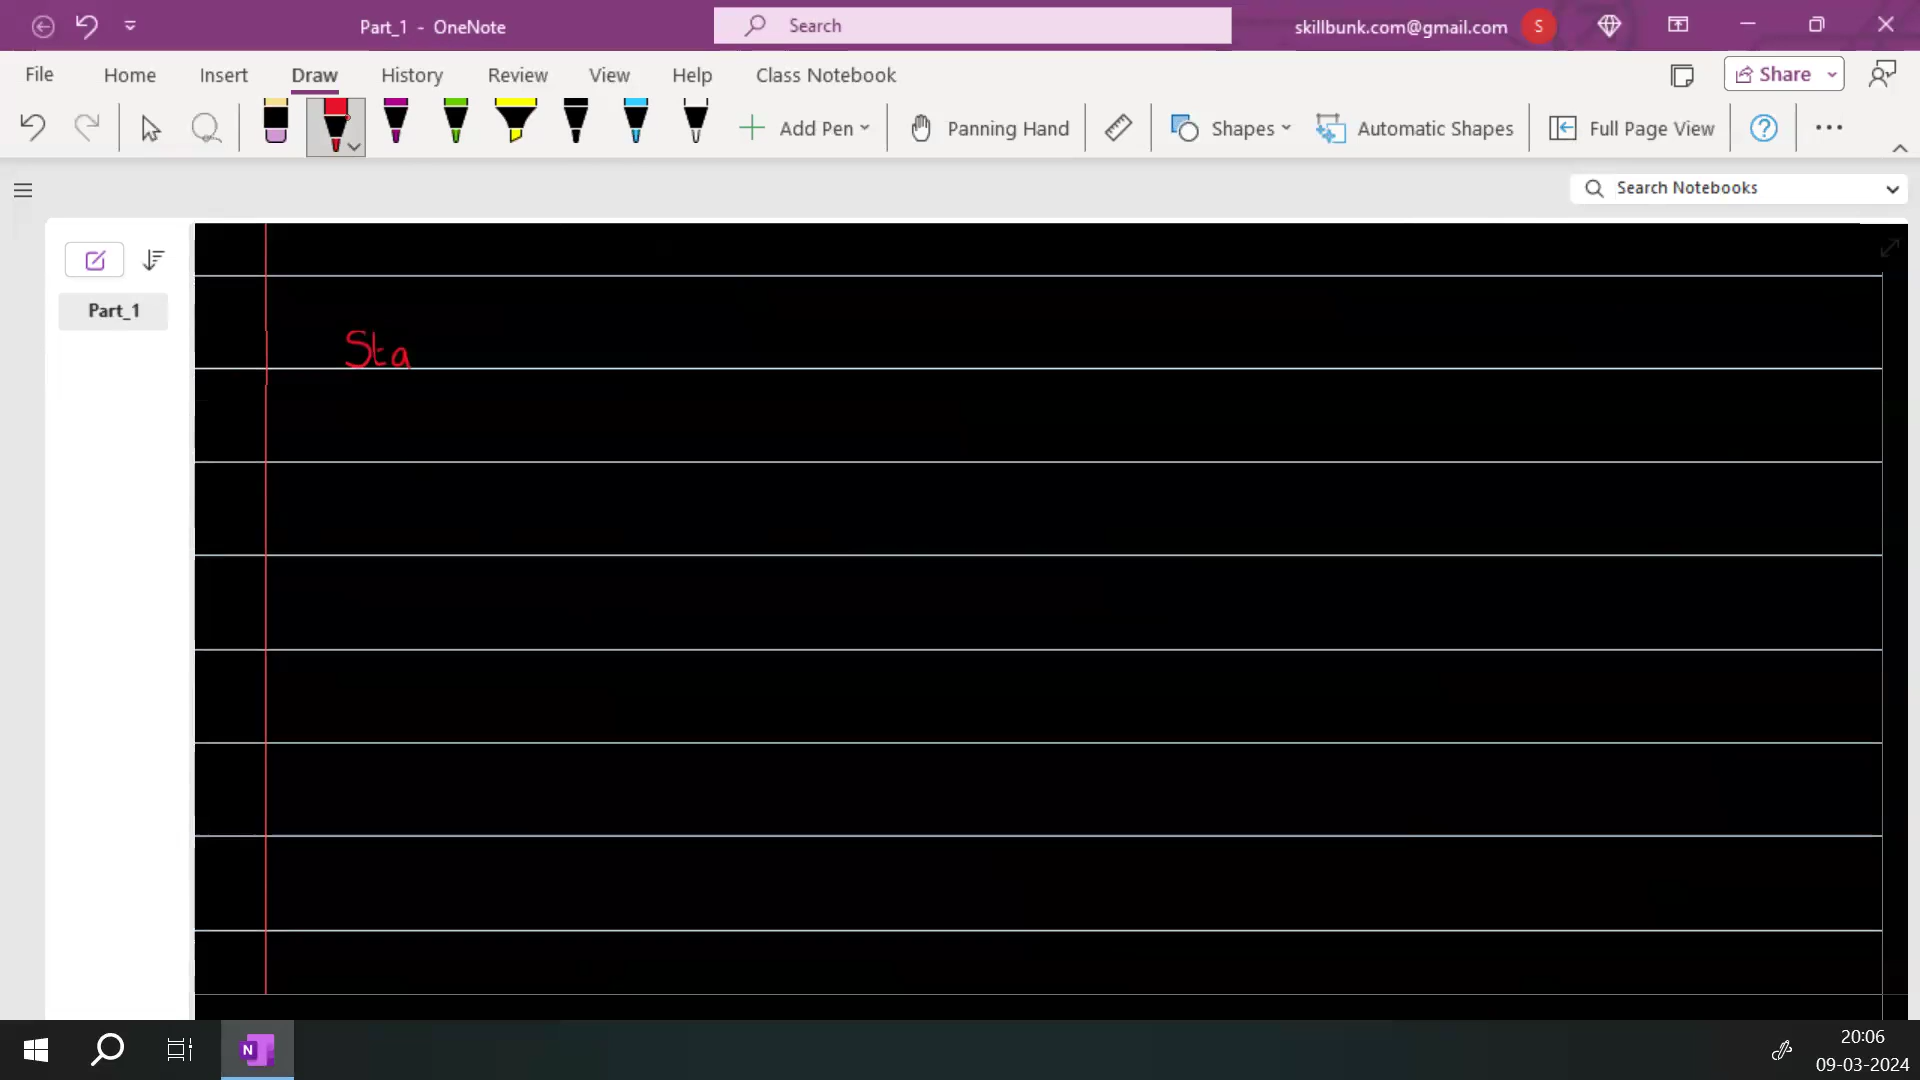 Part_1 - OneNote
Search
skillbunk.com@gmail.com
S
File Home Insert Draw History Review View Help Class Notebook
Share
Add Pen
Panning Hand
Shapes
Automatic Shapes
Full Page View
Search Notebooks
Part_1
Sta
N
20:06
09-03-2024